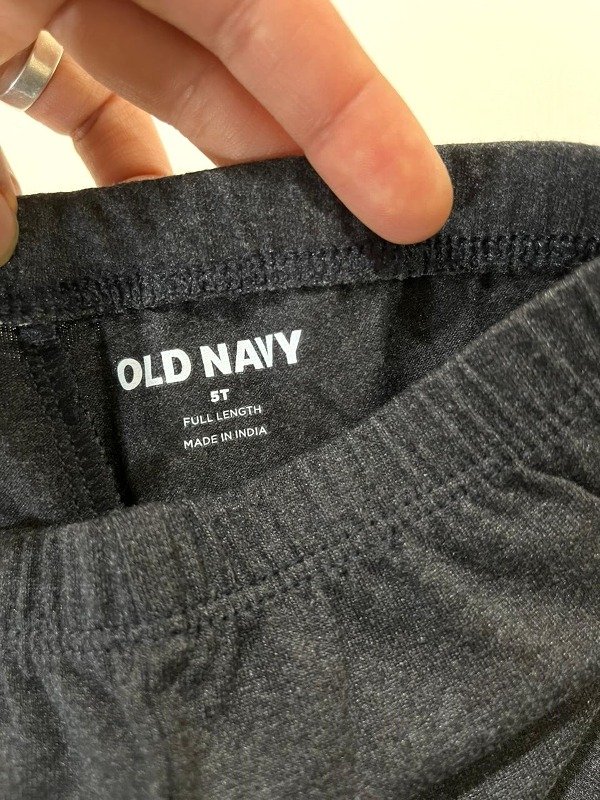 OLD NAVY
5T
FULL LENGTH
MADE IN INDIA